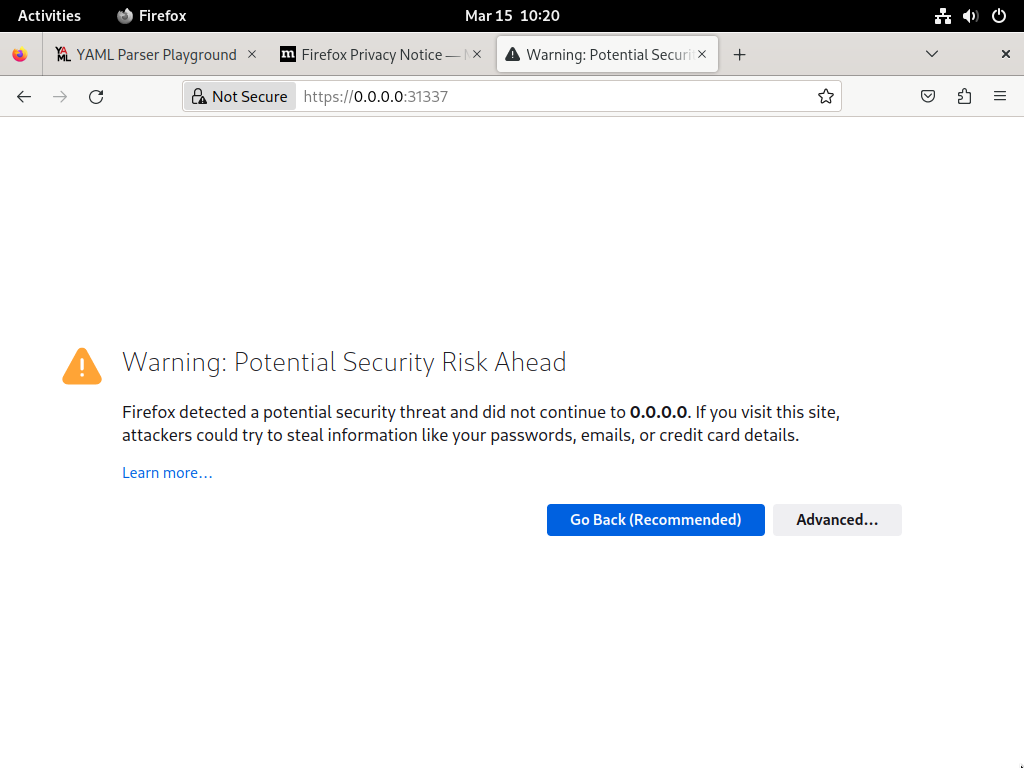 Activities Firefox Mar 15 10:20
YAML Parser Playground Firefox Privacy Notice — Warning: Potential Securi
Not Secure https://0.0.0.0:31337
Warning: Potential Security Risk Ahead
Firefox detected a potential security threat and did not continue to 0.0.0.0. If you visit this site,
attackers could try to steal information like your passwords, emails, or credit card details.
Learn more…
Go Back (Recommended) Advanced…